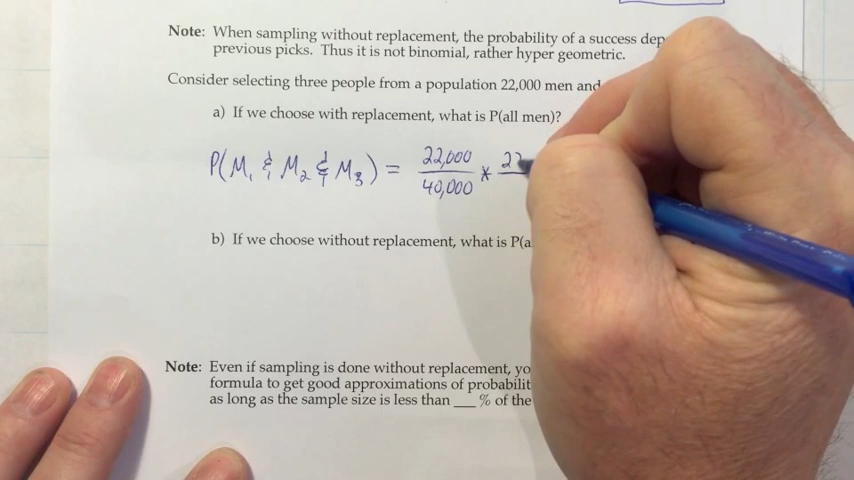 Note: When sampling without replacement, the probability of a success dep
previous picks. Thus it is not binomial, rather hyper geometric.
Consider selecting three people from a population 22,000 men and
a) If we choose with replacement, what is P(all men)?
P(M₁ & M₂ & M₃) = 22,000/40,000 * 22
b) If we choose without replacement, what is P(a
Note: Even if sampling is done without replacement, yo
formula to get good approximations of probabilit
as long as the sample size is less than ___ % of the